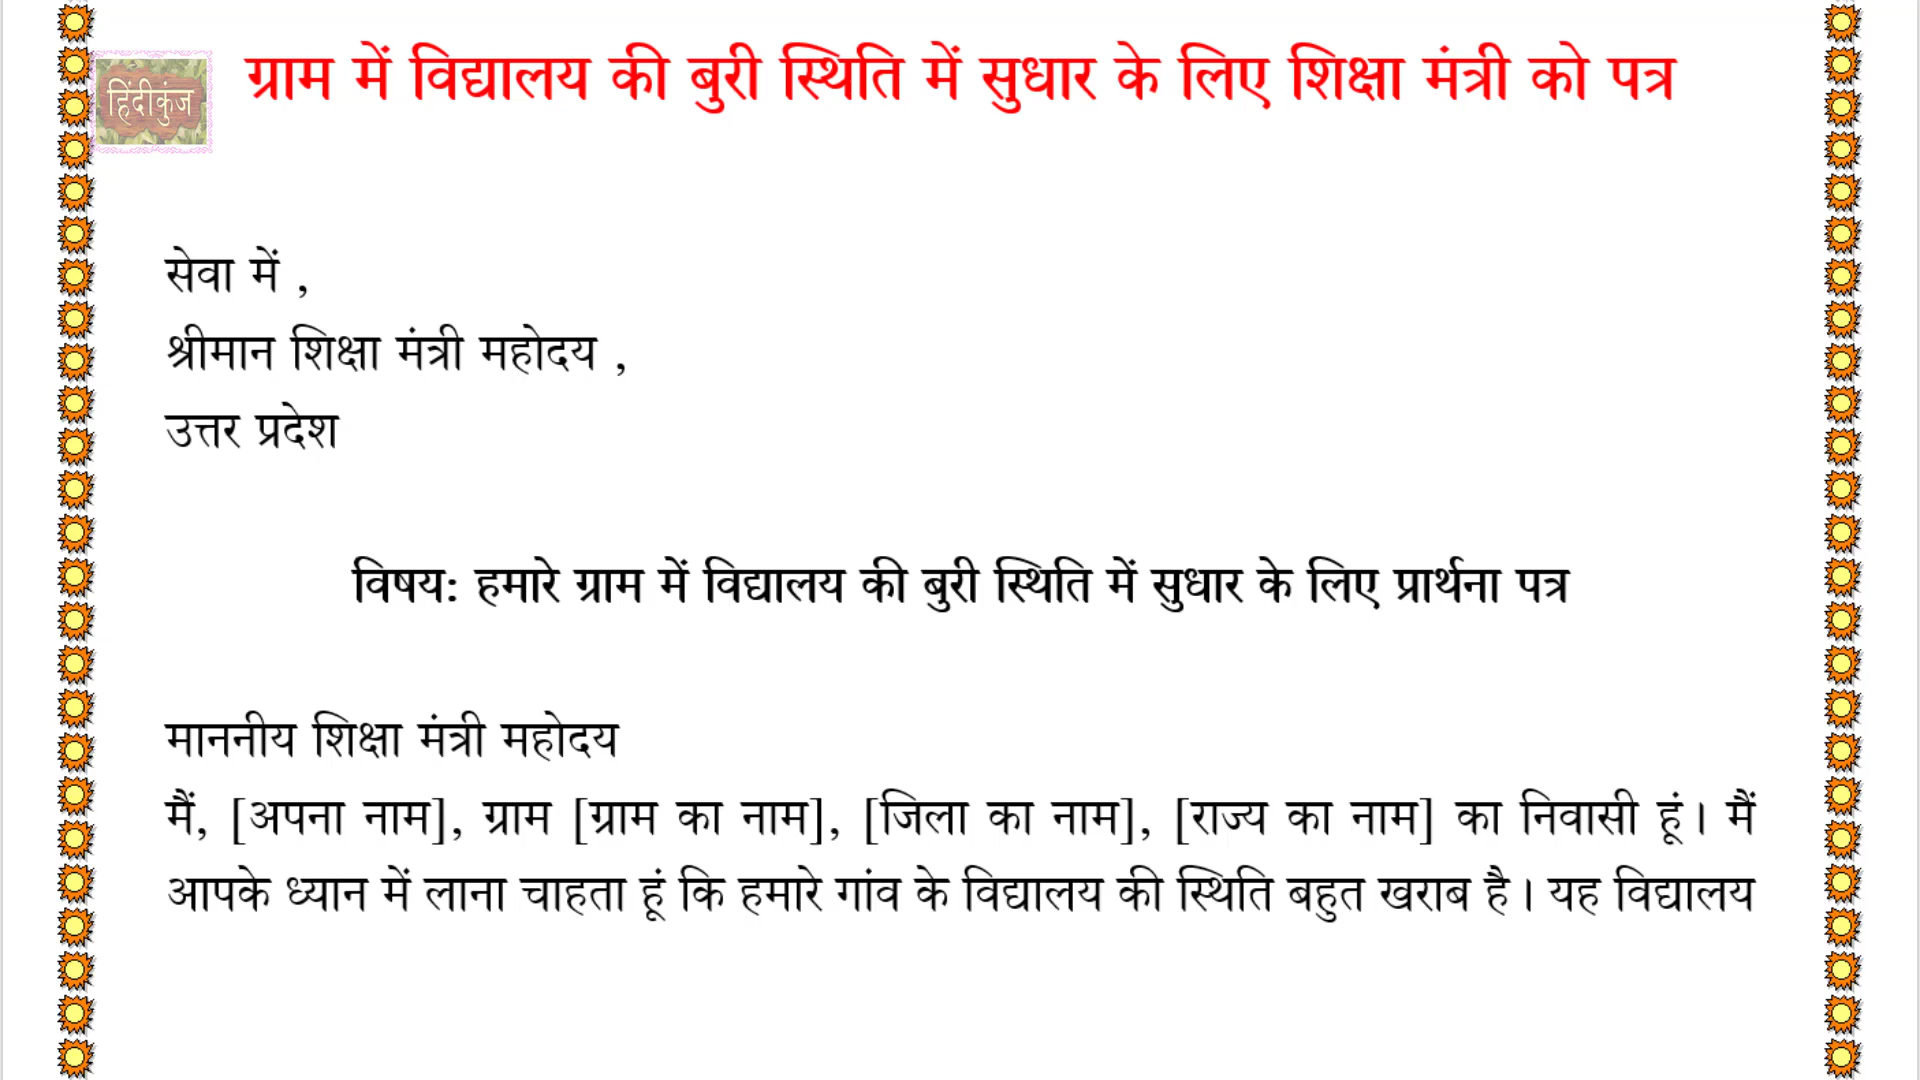 ग्राम में विद्यालय की बुरी स्थिति में सुधार के लिए शिक्षा मंत्री को पत्र
हिंदीकुंज
सेवा में ,
श्रीमान शिक्षा मंत्री महोदय ,
उत्तर प्रदेश
विषय: हमारे ग्राम में विद्यालय की बुरी स्थिति में सुधार के लिए प्रार्थना पत्र
माननीय शिक्षा मंत्री महोदय
मैं, [अपना नाम], ग्राम [ग्राम का नाम], [जिला का नाम], [राज्य का नाम] का निवासी हूं। मैं
आपके ध्यान में लाना चाहता हूं कि हमारे गांव के विद्यालय की स्थिति बहुत खराब है। यह विद्यालय